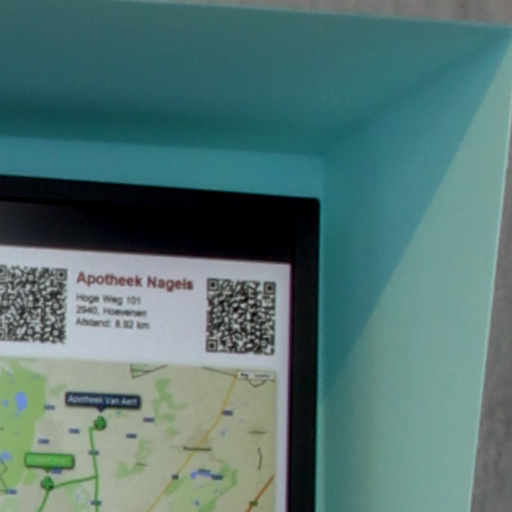 Apotheek Nagels
Hoge Weg 101
2940, Hoevenen
Afstand: 8.82 km
Apotheek Van Aert